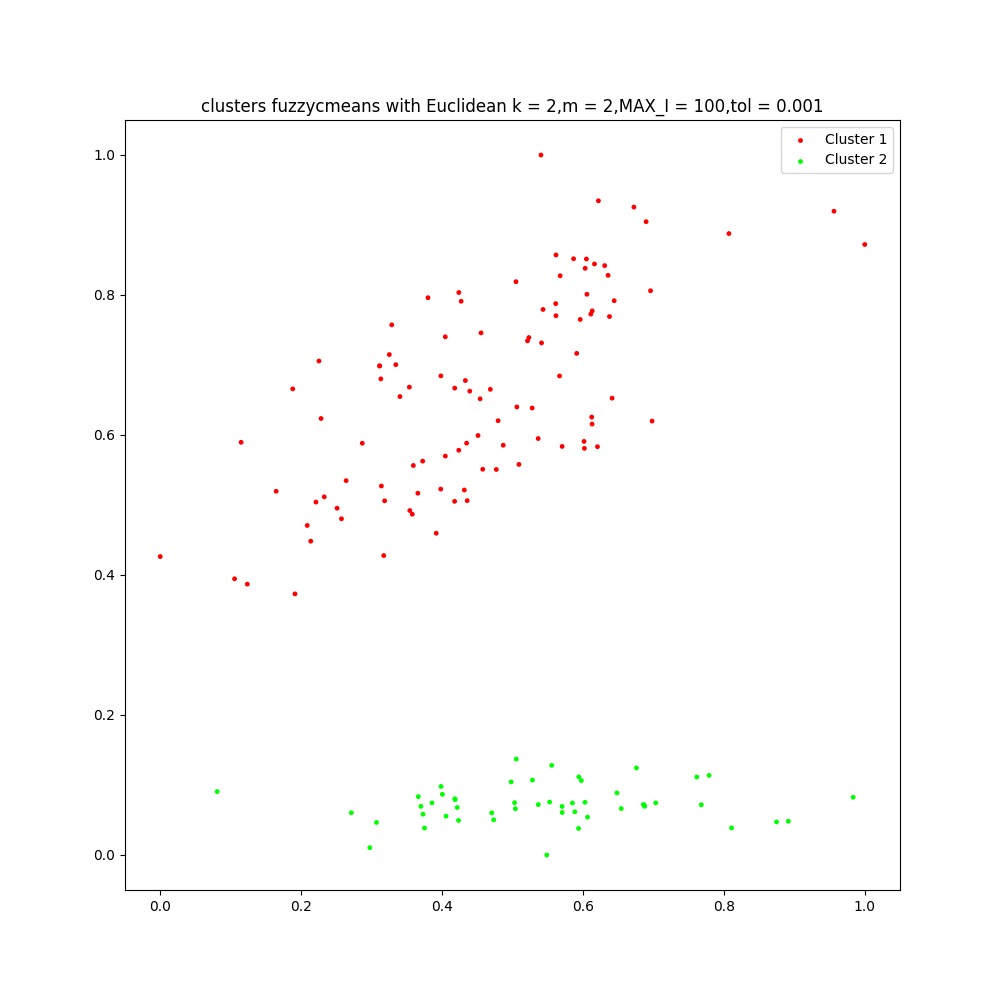 clusters fuzzycmeans with Euclidean k = 2,m = 2,MAX_I = 100,tol = 0.001
Cluster 1
Cluster 2
1.0
0.8
0.6
0.4
0.2
0.0
0.0 0.2 0.4 0.6 0.8 1.0